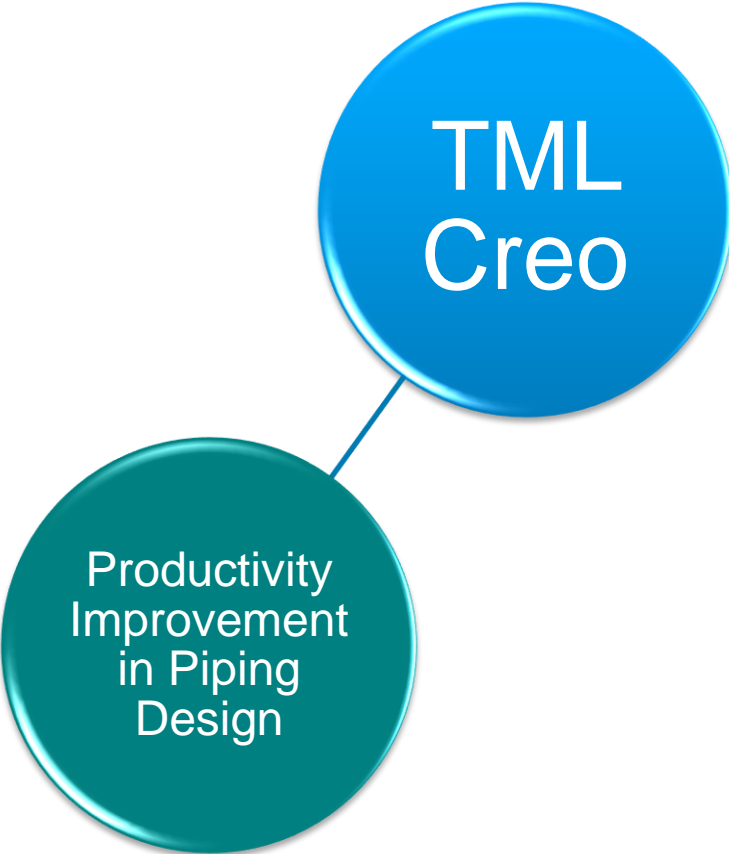 TML
Creo
Productivity
Improvement
in Piping
Design